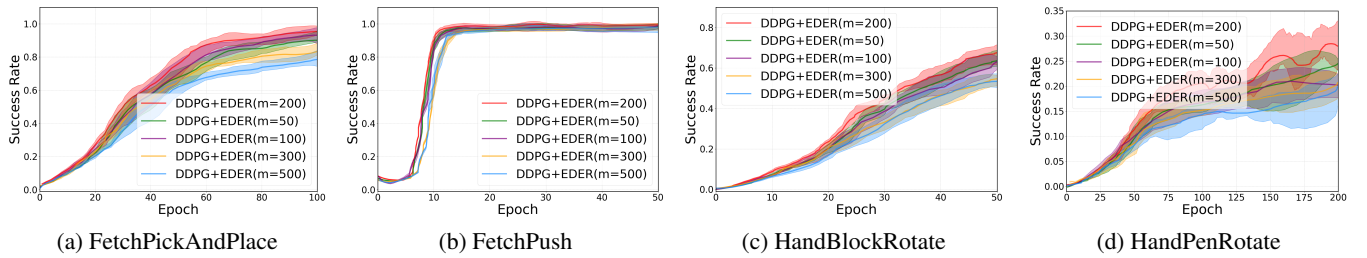 Success Rate
1.0
0.8
0.6
0.4
0.2
0.0
DDPG+EDER(m=200)
DDPG+EDER(m=50)
DDPG+EDER(m=100)
DDPG+EDER(m=300)
DDPG+EDER(m=500)
0 20 40 60 80 100
Epoch
(a) FetchPickAndPlace
Success Rate
1.0
0.8
0.6
0.4
0.2
0.0
DDPG+EDER(m=200)
DDPG+EDER(m=50)
DDPG+EDER(m=100)
DDPG+EDER(m=300)
DDPG+EDER(m=500)
0 10 20 30 40 50
Epoch
(b) FetchPush
Success Rate
0.8
0.6
0.4
0.2
0.0
DDPG+EDER(m=200)
DDPG+EDER(m=50)
DDPG+EDER(m=100)
DDPG+EDER(m=300)
DDPG+EDER(m=500)
0 10 20 30 40 50
Epoch
(c) HandBlockRotate
Success Rate
0.35
0.30
0.25
0.20
0.15
0.10
0.05
0.00
DDPG+EDER(m=200)
DDPG+EDER(m=50)
DDPG+EDER(m=100)
DDPG+EDER(m=300)
DDPG+EDER(m=500)
0 25 50 75 100 125 150 175 200
Epoch
(d) HandPenRotate